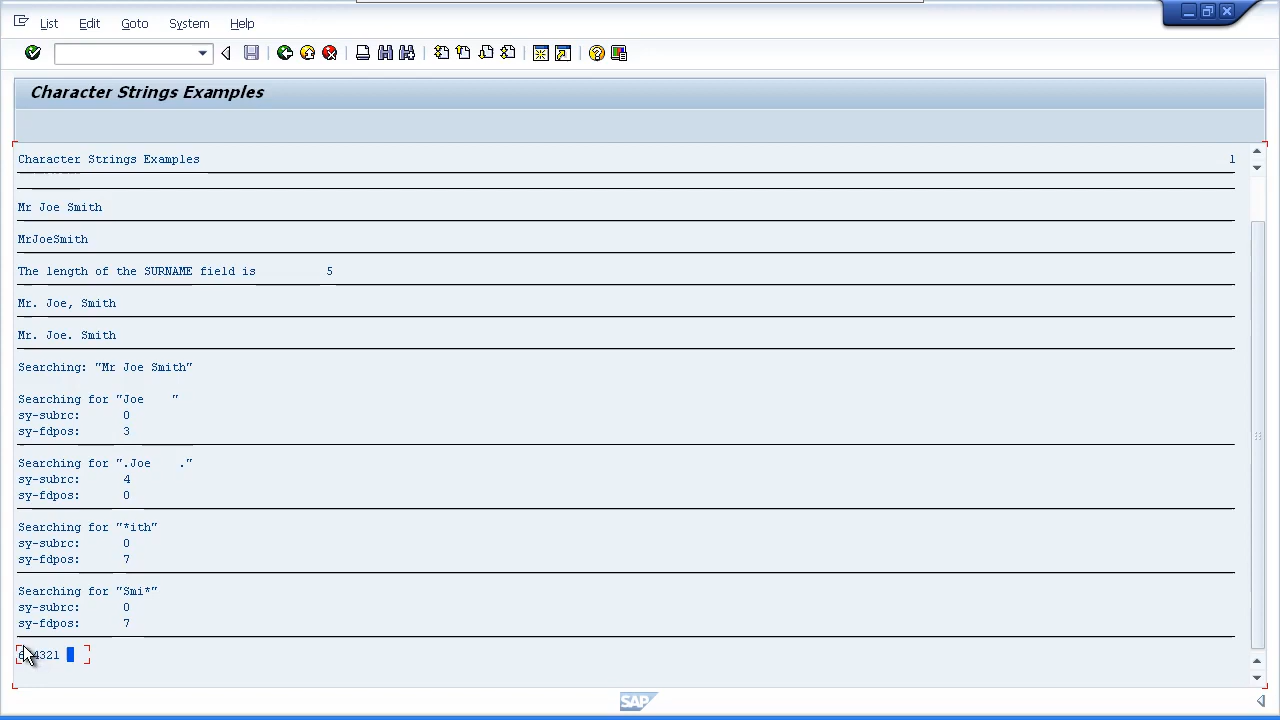 List Edit Goto System Help
Character Strings Examples
Character Strings Examples 1
Mr Joe Smith
MrJoeSmith
The length of the SURNAME field is 5
Mr. Joe, Smith
Mr. Joe. Smith
Searching: "Mr Joe Smith"
Searching for "Joe    "
sy-subrc: 0
sy-fdpos: 3
Searching for ".Joe    ."
sy-subrc: 4
sy-fdpos: 0
Searching for "*ith"
sy-subrc: 0
sy-fdpos: 7
Searching for "Smi*"
sy-subrc: 0
sy-fdpos: 7
SAP